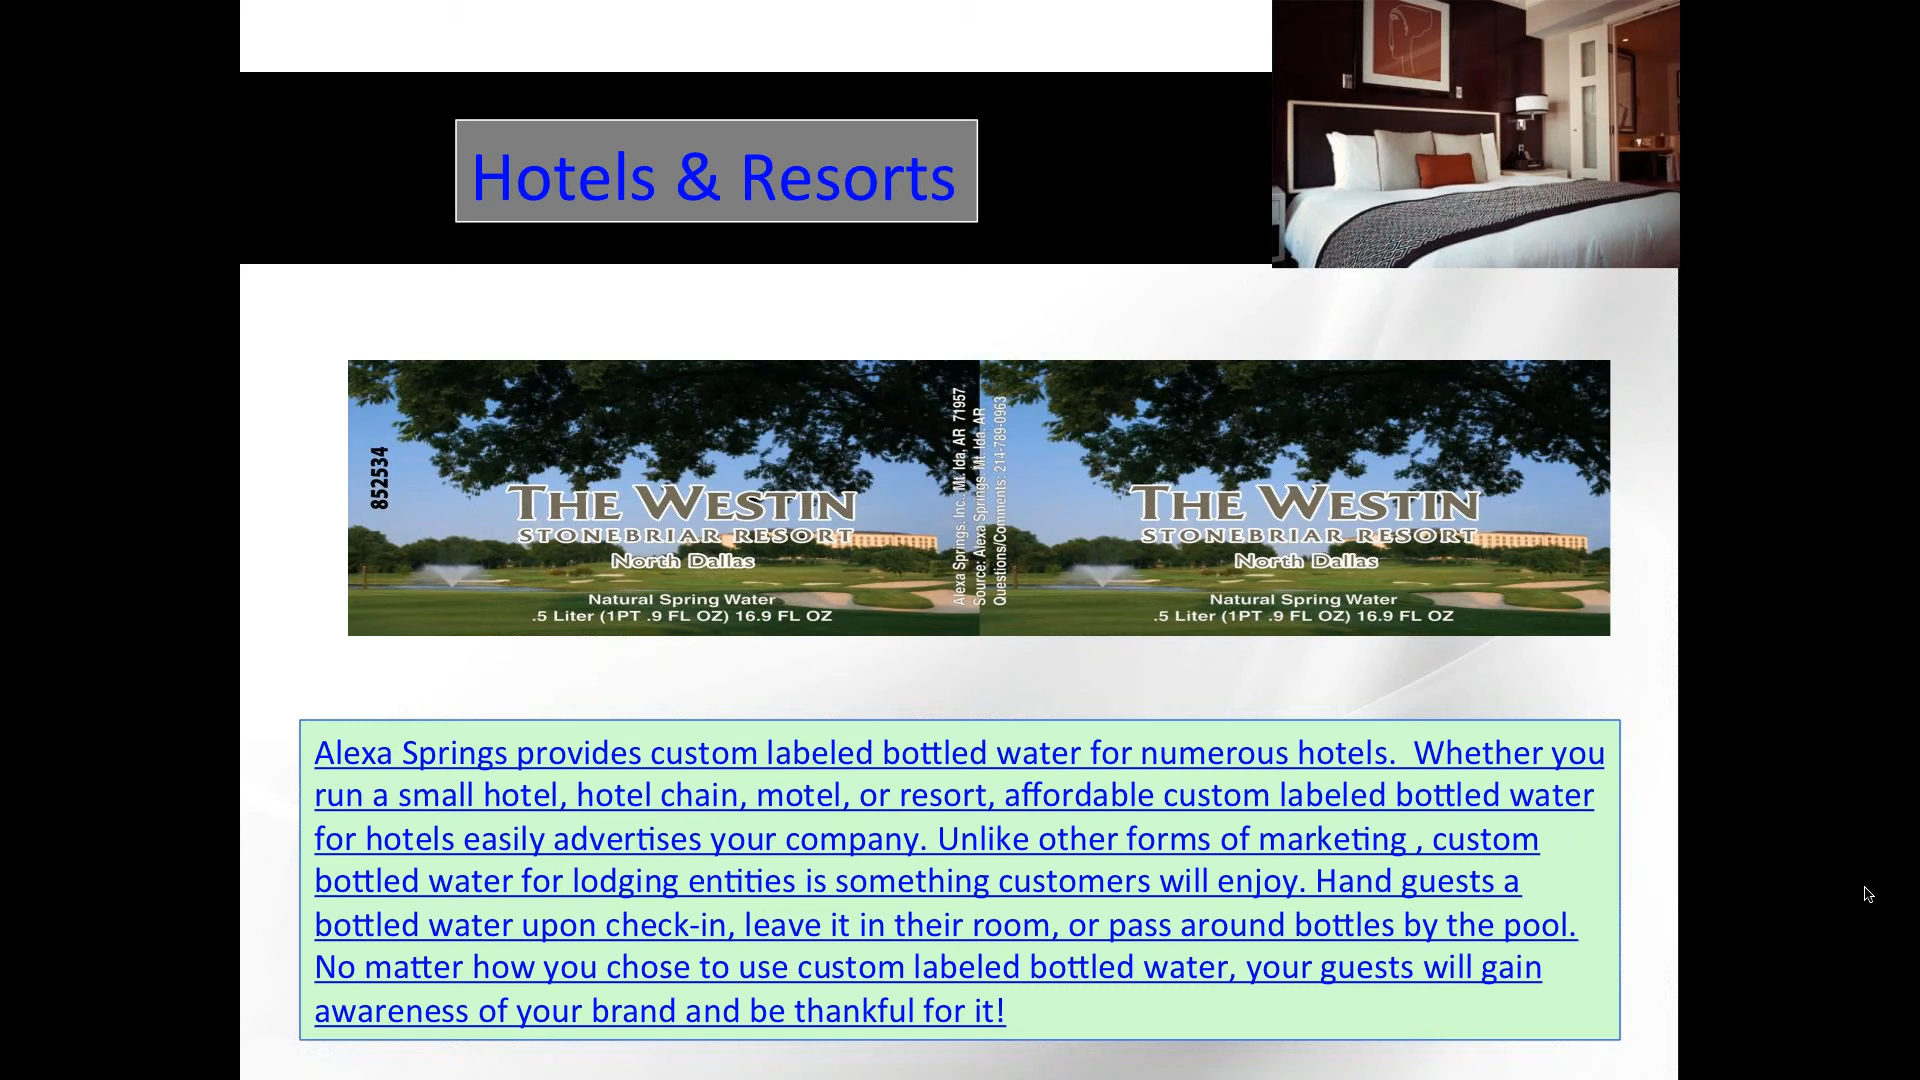 Hotels & Resorts
852534
THE WESTIN
STONEBRIAR RESORT
North Dallas
Natural Spring Water
.5 Liter (1PT .9 FL OZ) 16.9 FL OZ
Alexa Springs. Inc.. Mt. Ida, AR 71957
Source: Alexa Springs. Mt. Ida. AR
Questions/Comments: 214-789-0963
THE WESTIN
STONEBRIAR RESORT
North Dallas
Natural Spring Water
.5 Liter (1PT .9 FL OZ) 16.9 FL OZ
Alexa Springs provides custom labeled bottled water for numerous hotels.  Whether you
run a small hotel, hotel chain, motel, or resort, affordable custom labeled bottled water
for hotels easily advertises your company. Unlike other forms of marketing , custom
bottled water for lodging entities is something customers will enjoy. Hand guests a
bottled water upon check-in, leave it in their room, or pass around bottles by the pool.
No matter how you chose to use custom labeled bottled water, your guests will gain
awareness of your brand and be thankful for it!